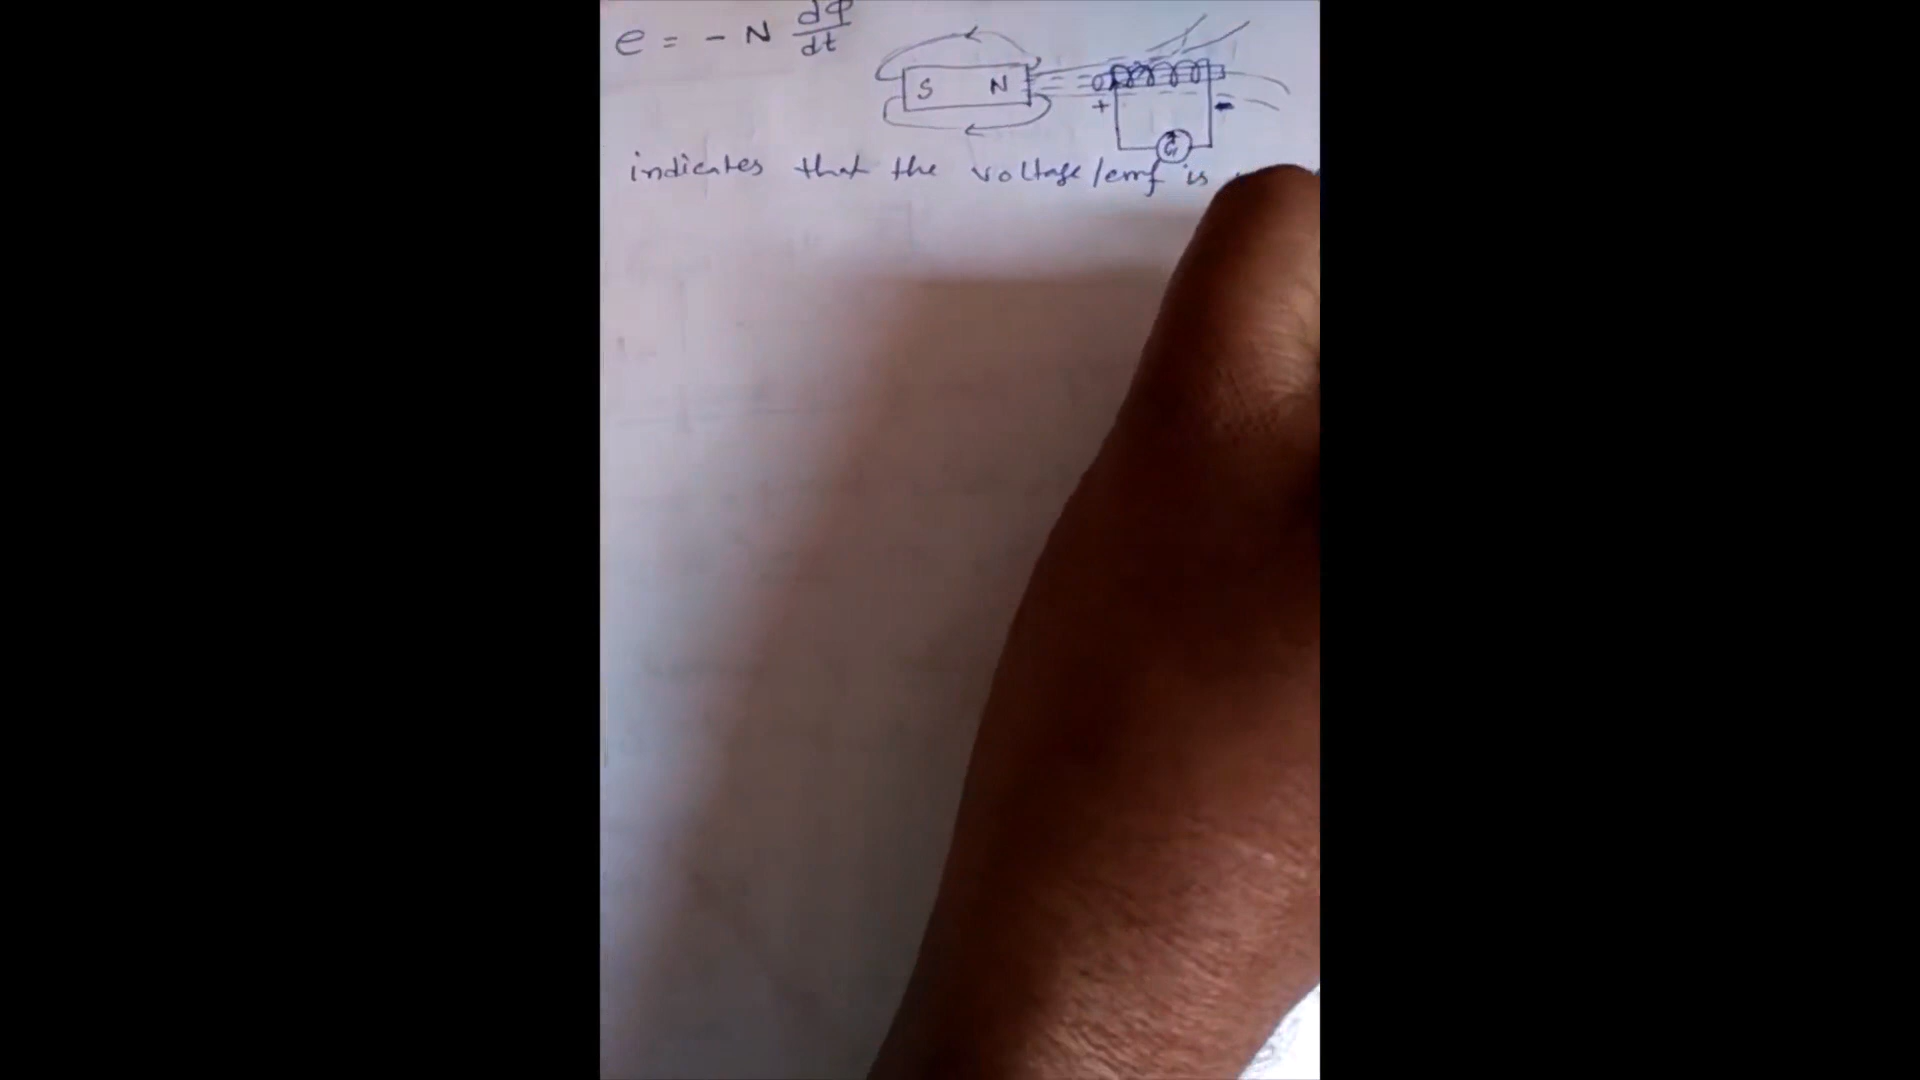 e = - N dφ/dt
S N
+ -
G
indicates that the voltage/emf is